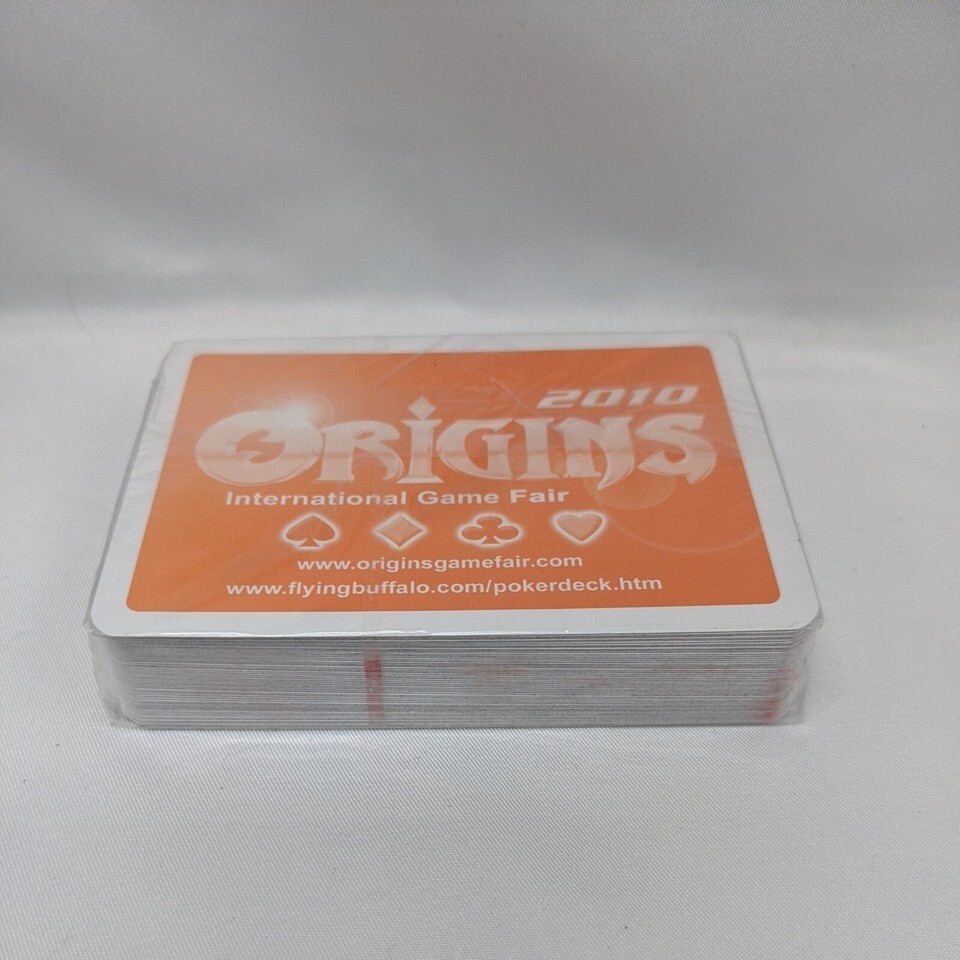 2010
ORIGINS
International Game Fair
www.originsgamefair.com
www.flyingbuffalo.com/pokerdeck.htm